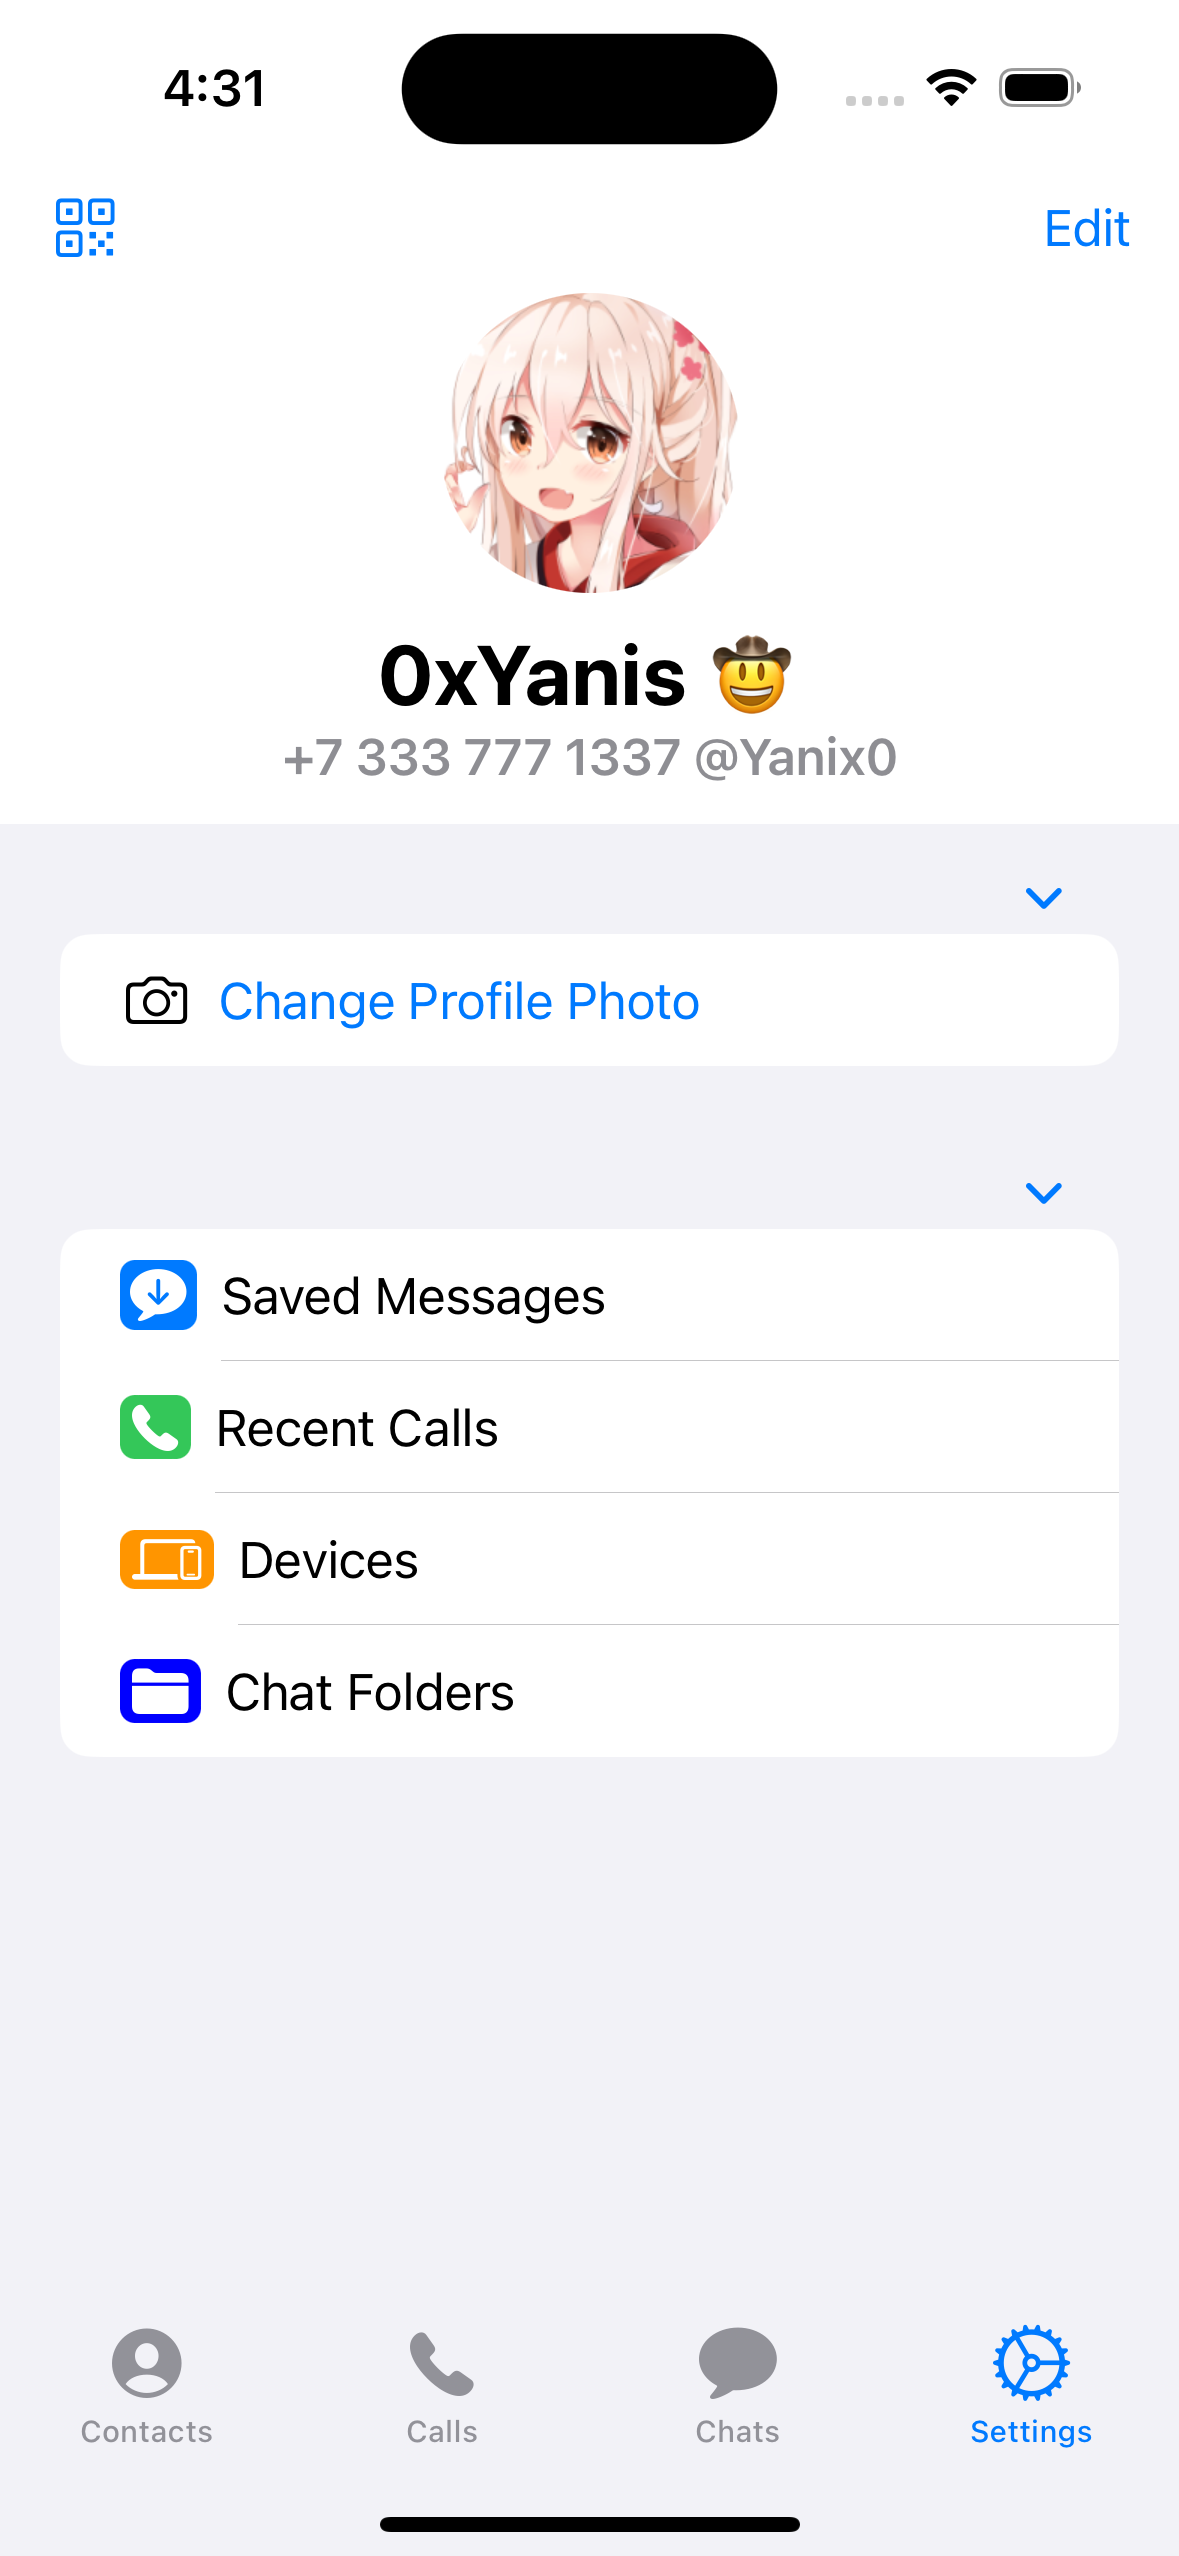 4:31
Edit
0xYanis 🤠
+7 333 777 1337 @Yanix0
Change Profile Photo
Saved Messages
Recent Calls
Devices
Chat Folders
Contacts
Calls
Chats
Settings